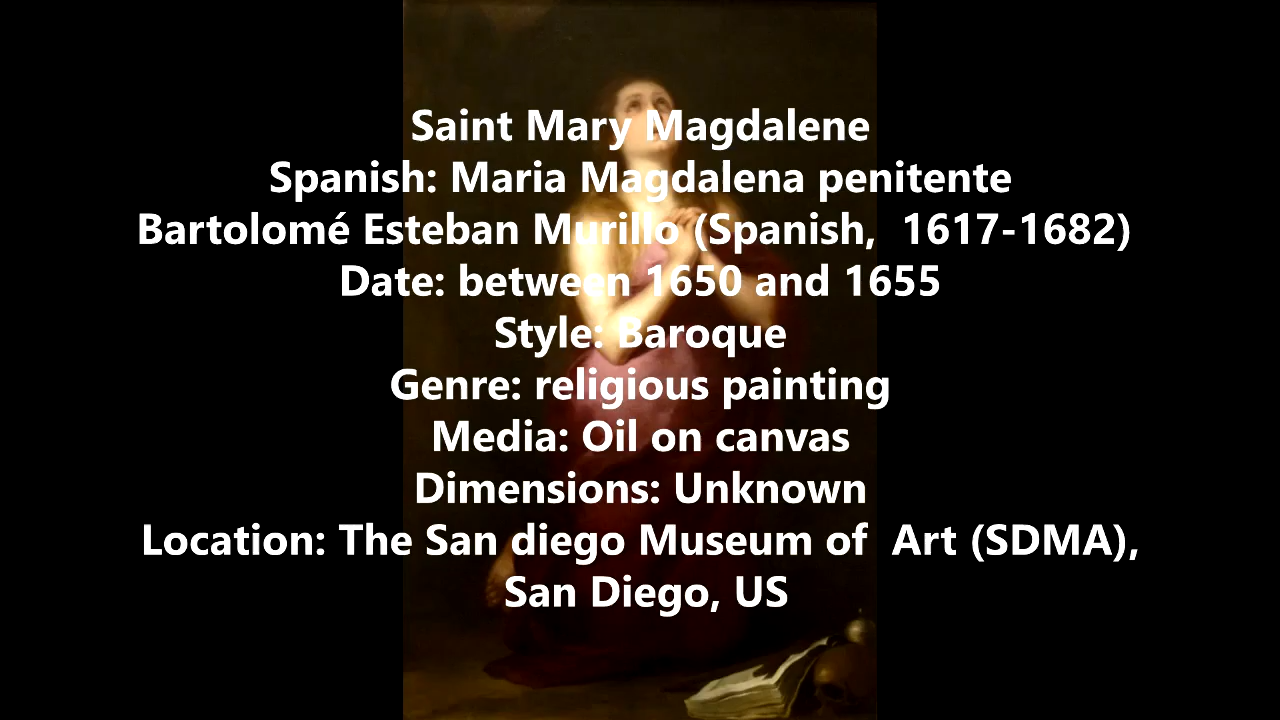 Saint Mary Magdalene
Spanish: Maria Magdalena penitente
Bartolomé Esteban Murillo (Spanish,  1617-1682)
Date: between 1650 and 1655
Style: Baroque
Genre: religious painting
Media: Oil on canvas
Dimensions: Unknown
Location: The San diego Museum of  Art (SDMA),
San Diego, US